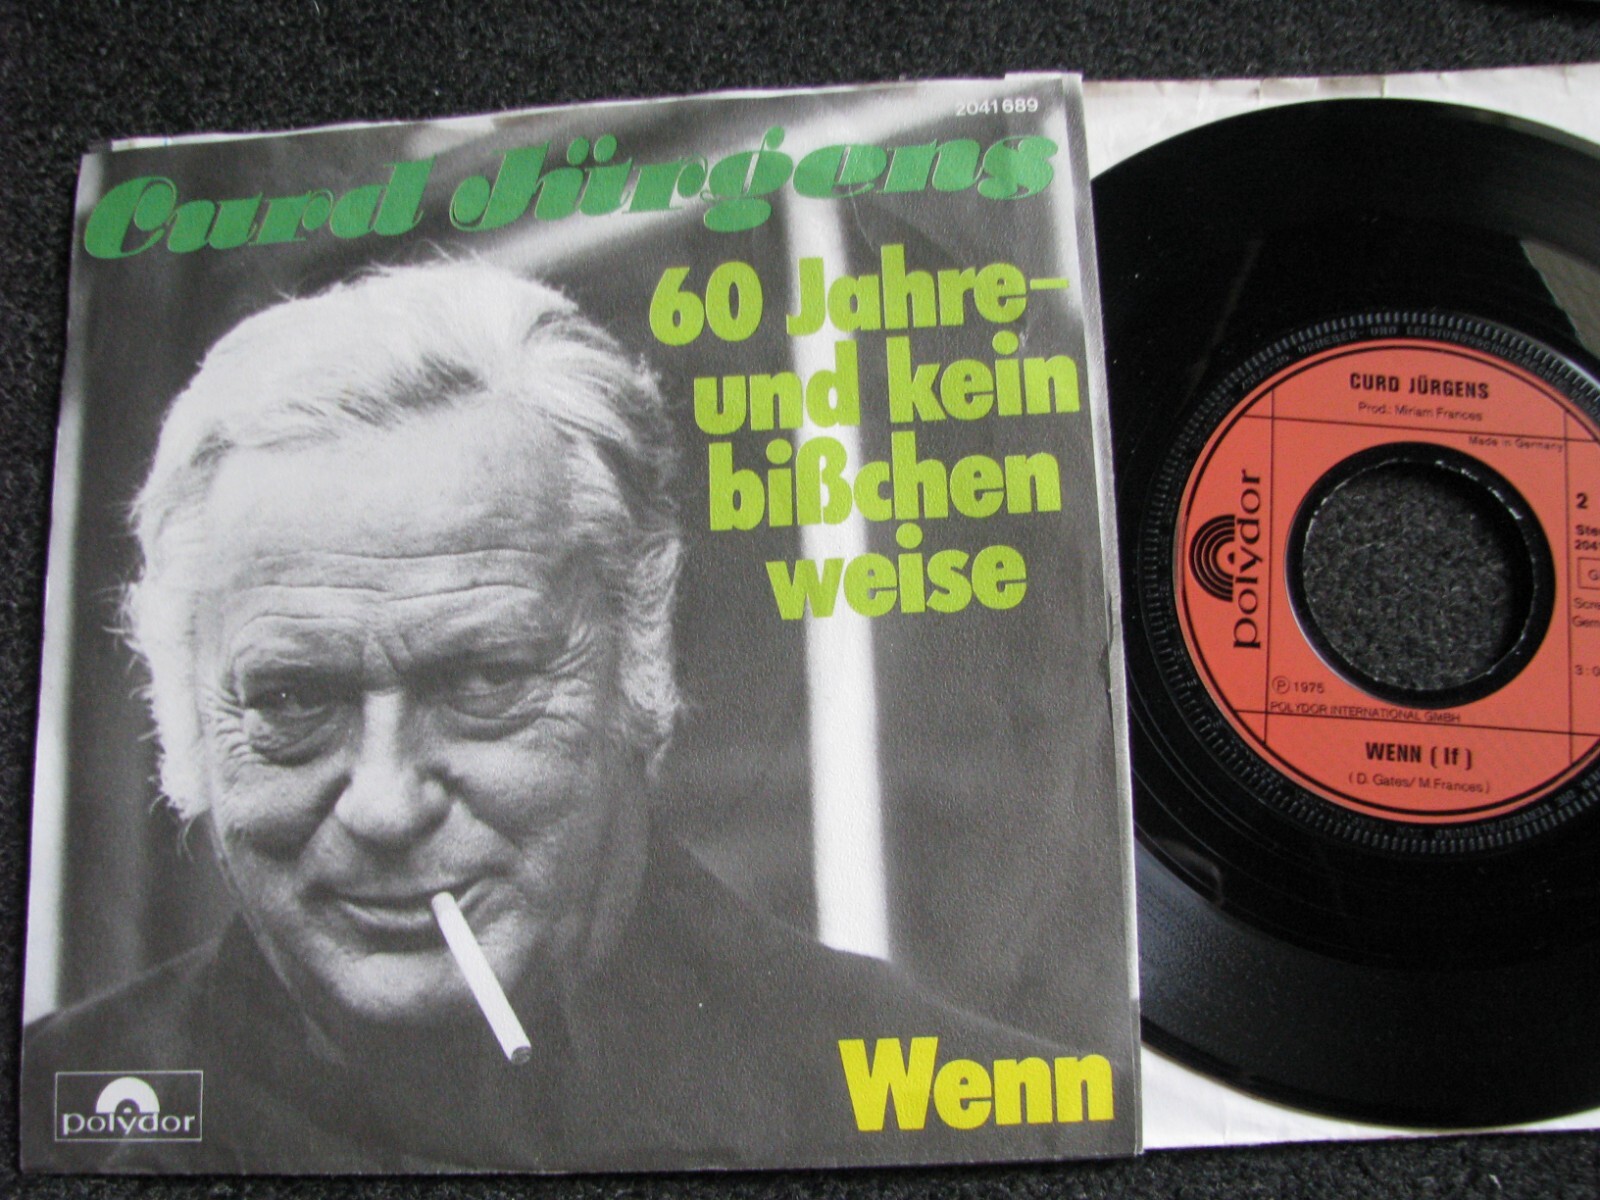 2041689
Curd Jürgens
60 Jahre-
und kein
bißchen
weise
Wenn
polydor
CURD JÜRGENS
Prod.: Miriam Frances
Made in Germany
polydor
2
Ⓟ 1975
POLYDOR INTERNATIONAL GMBH
WENN ( If )
( D. Gates/ M. Frances )